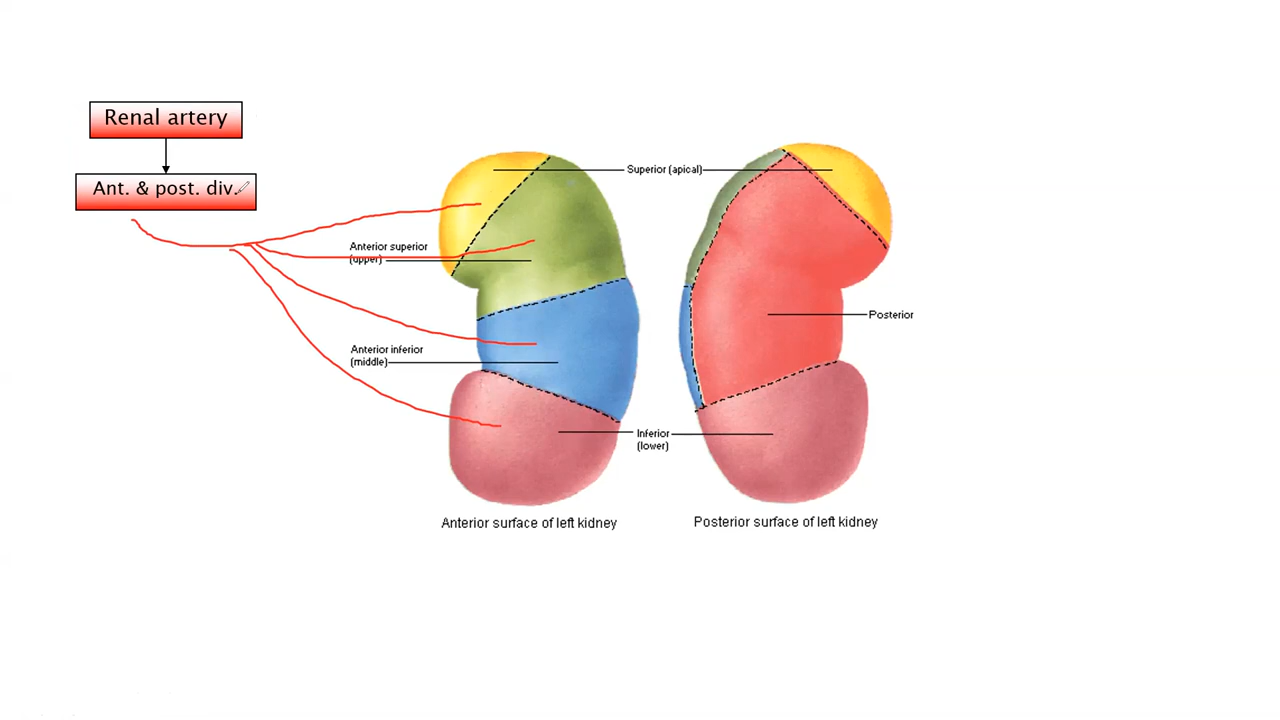 Renal artery
Ant. & post. div.
Superior (apical)
Anterior superior
(upper)
Posterior
Anterior inferior
(middle)
Inferior
(lower)
Anterior surface of left kidney
Posterior surface of left kidney